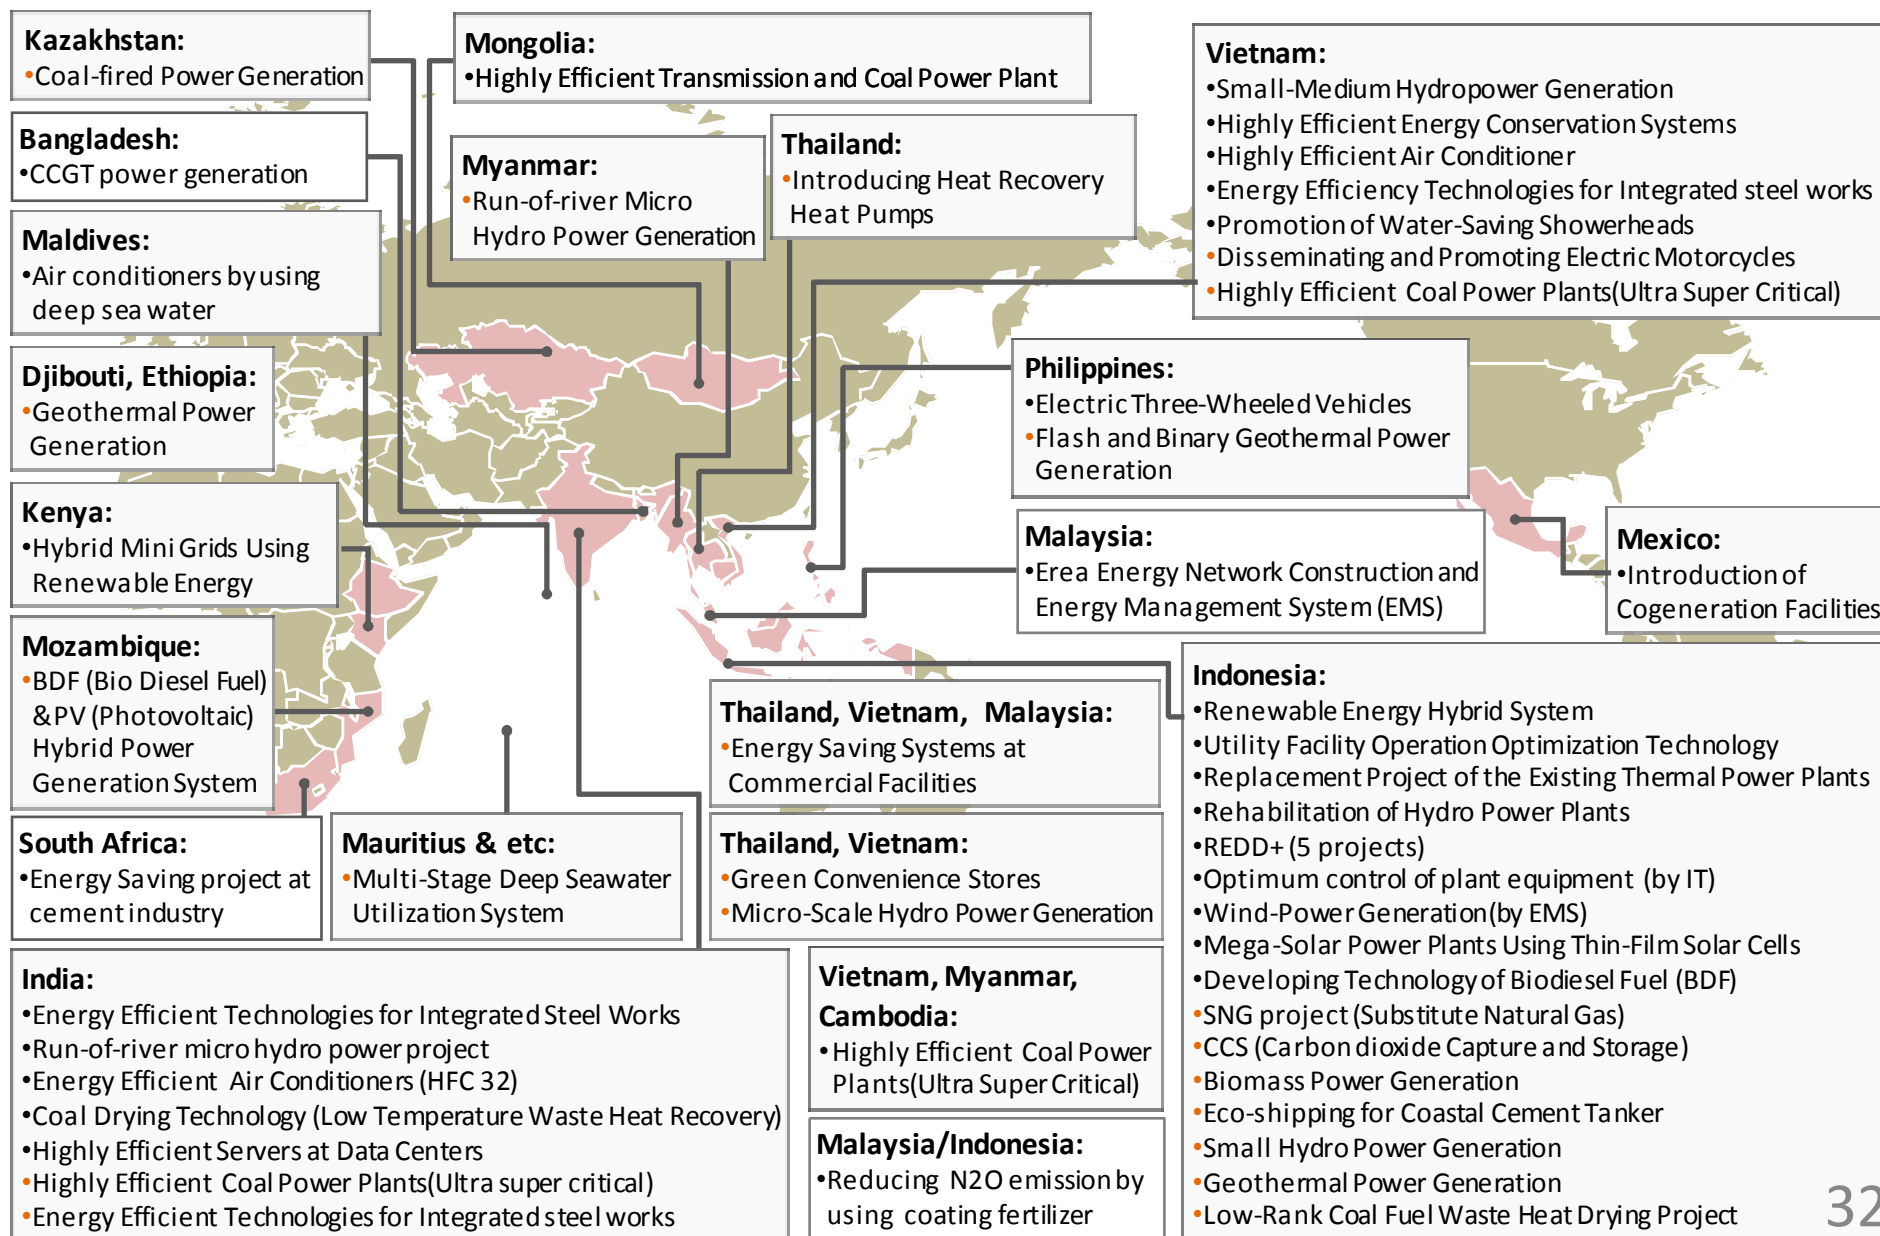 Kazakhstan:
•Coal-fired Power Generation
Mongolia:
•Highly Efficient Transmission and Coal Power Plant
Vietnam:
•Small-Medium Hydropower Generation
•Highly Efficient Energy Conservation Systems
•Highly Efficient Air Conditioner
•Energy Efficiency Technologies for Integrated steel works
•Promotion of Water-Saving Showerheads
•Disseminating and Promoting Electric Motorcycles
•Highly Efficient Coal Power Plants(Ultra Super Critical)
Bangladesh:
•CCGT power generation
Myanmar:
•Run-of-river Micro
Hydro Power Generation
Thailand:
•Introducing Heat Recovery
Heat Pumps
Maldives:
•Air conditioners by using
deep sea water
Djibouti, Ethiopia:
•Geothermal Power
Generation
Philippines:
•Electric Three-Wheeled Vehicles
•Flash and Binary Geothermal Power
Generation
Kenya:
•Hybrid Mini Grids Using
Renewable Energy
Malaysia:
•Erea Energy Network Construction and
Energy Management System (EMS)
Mexico:
•Introduction of
Cogeneration Facilities
Mozambique:
•BDF (Bio Diesel Fuel)
&PV (Photovoltaic)
Hybrid Power
Generation System
Thailand, Vietnam, Malaysia:
•Energy Saving Systems at
Commercial Facilities
Indonesia:
•Renewable Energy Hybrid System
•Utility Facility Operation Optimization Technology
•Replacement Project of the Existing Thermal Power Plants
•Rehabilitation of Hydro Power Plants
•REDD+ (5 projects)
•Optimum control of plant equipment (by IT)
•Wind-Power Generation(by EMS)
•Mega-Solar Power Plants Using Thin-Film Solar Cells
•Developing Technology of Biodiesel Fuel (BDF)
•SNG project (Substitute Natural Gas)
•CCS (Carbon dioxide Capture and Storage)
•Biomass Power Generation
•Eco-shipping for Coastal Cement Tanker
•Small Hydro Power Generation
•Geothermal Power Generation
•Low-Rank Coal Fuel Waste Heat Drying Project
South Africa:
•Energy Saving project at
cement industry
Mauritius & etc:
•Multi-Stage Deep Seawater
Utilization System
Thailand, Vietnam:
•Green Convenience Stores
•Micro-Scale Hydro Power Generation
India:
•Energy Efficient Technologies for Integrated Steel Works
•Run-of-river micro hydro power project
•Energy Efficient Air Conditioners (HFC 32)
•Coal Drying Technology (Low Temperature Waste Heat Recovery)
•Highly Efficient Servers at Data Centers
•Highly Efficient Coal Power Plants(Ultra super critical)
•Energy Efficient Technologies for Integrated steel works
Vietnam, Myanmar,
Cambodia:
•Highly Efficient Coal Power
Plants(Ultra Super Critical)
Malaysia/Indonesia:
•Reducing N2O emission by
using coating fertilizer
32